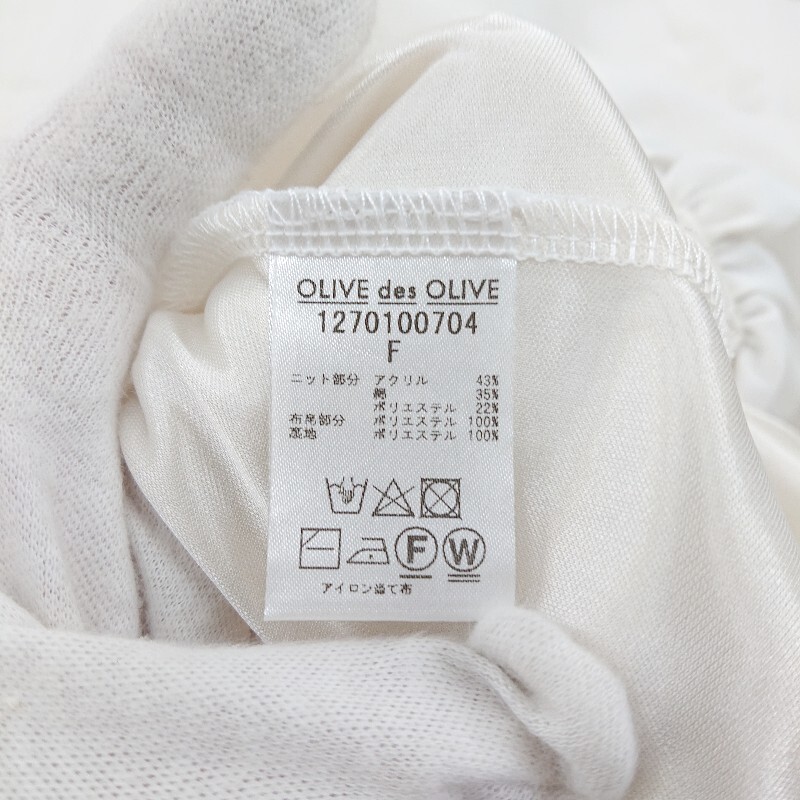 OLIVE des OLIVE
1270100704
F
ニット部分 アクリル 43%
綿 35%
ポリエステル 22%
布帛部分 ポリエステル 100%
裏地 ポリエステル 100%
F W
アイロン当て布